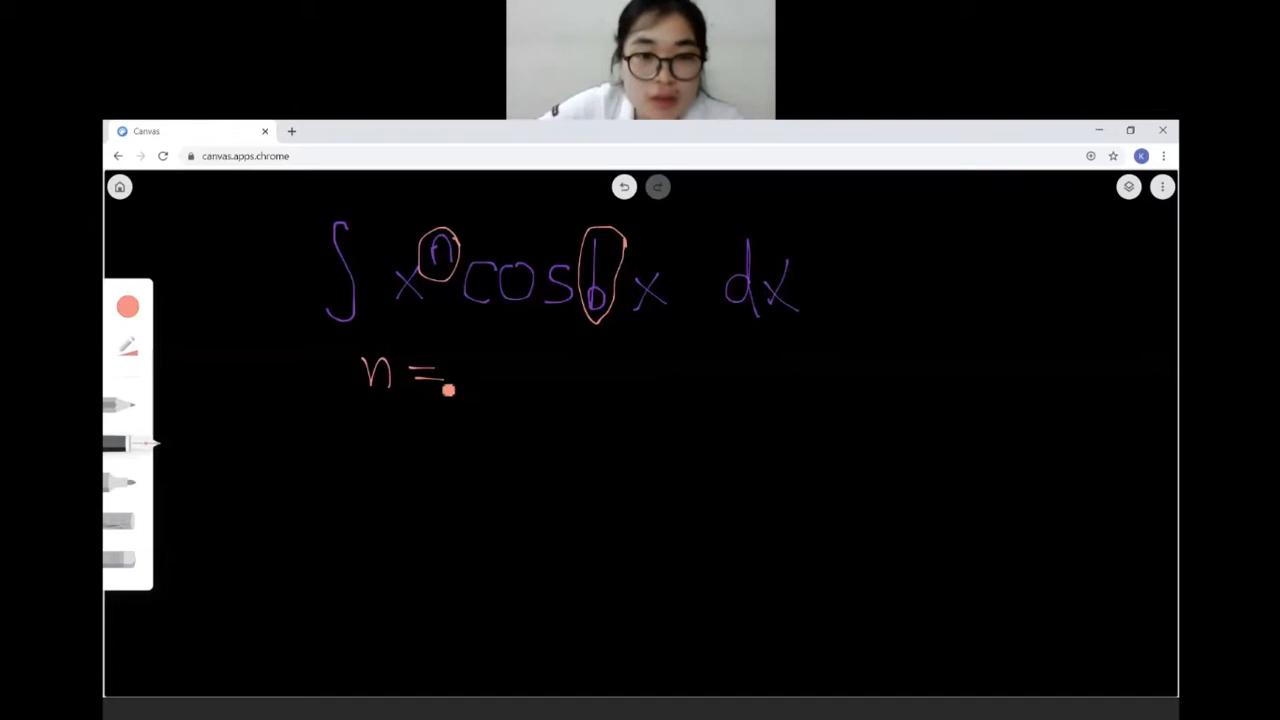 Canvas
canvas.apps.chrome
K
∫ xⁿ cos bx dx
n =